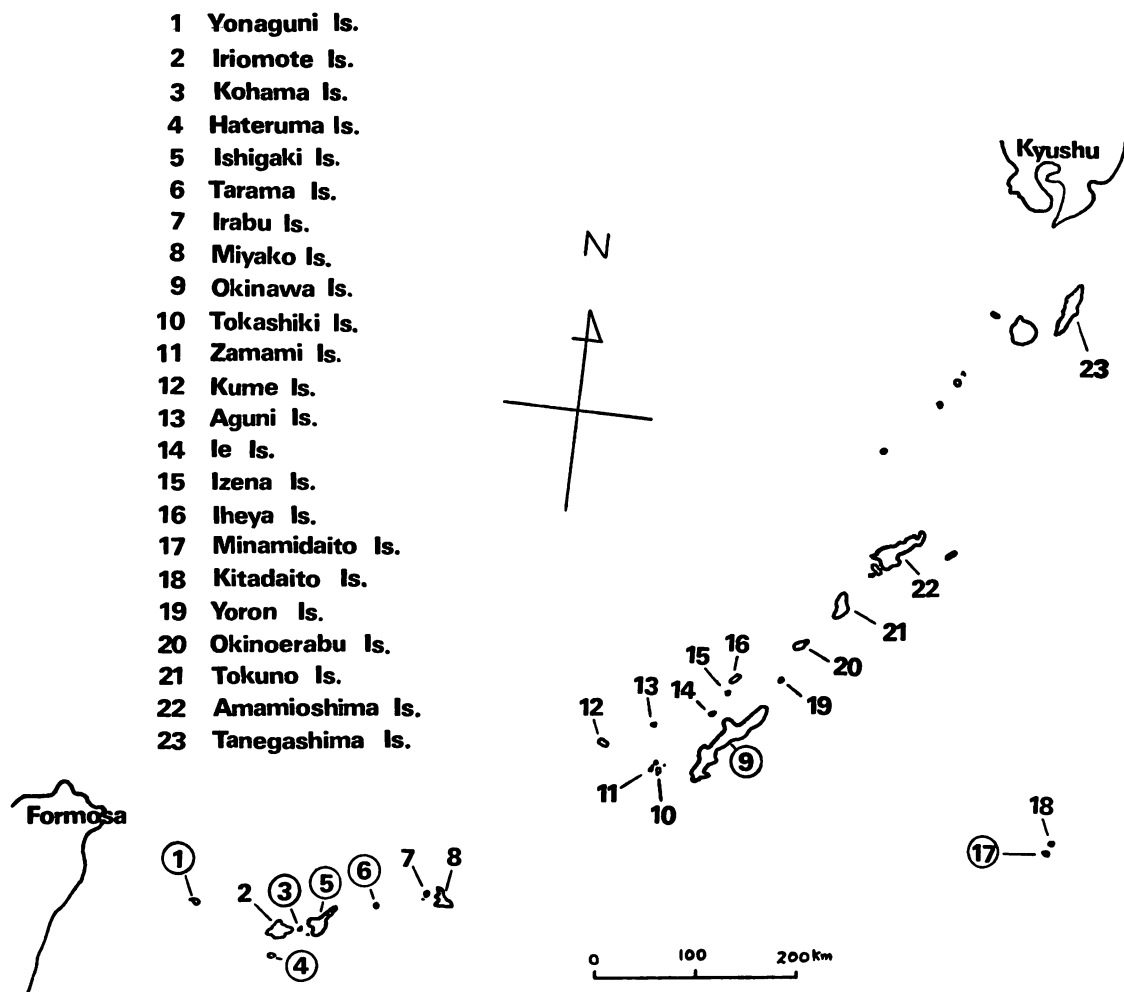 1 Yonaguni Is.
2 Iriomote Is.
3 Kohama Is.
4 Hateruma Is.
5 Ishigaki Is.
6 Tarama Is.
7 Irabu Is.
8 Miyako Is.
9 Okinawa Is.
10 Tokashiki Is.
11 Zamami Is.
12 Kume Is.
13 Aguni Is.
14 Ie Is.
15 Izena Is.
16 Iheya Is.
17 Minamidaito Is.
18 Kitadaito Is.
19 Yoron Is.
20 Okinoerabu Is.
21 Tokuno Is.
22 Amamioshima Is.
23 Tanegashima Is.
Kyushu
N
23
22
21
20
19
16
15
14
13
12
9
11
10
18
17
Formosa
1
2
3
5
6
7
8
4
0 100 200km